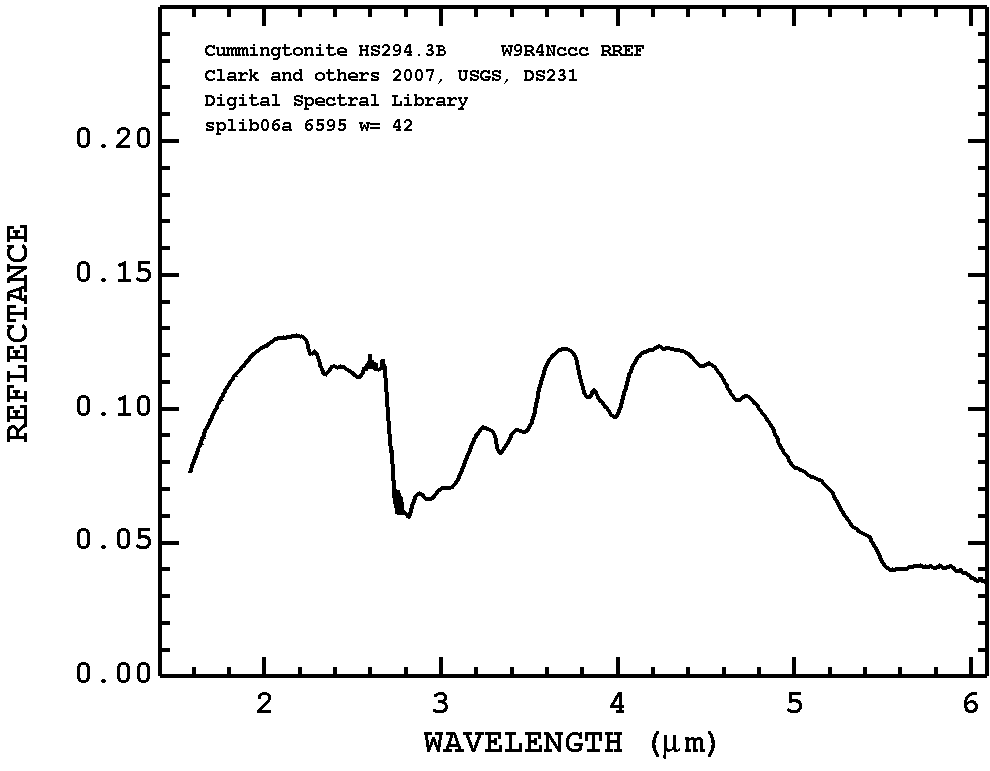 Cummingtonite HS294.3B W9R4Nccc RREF
Clark and others 2007, USGS, DS231
Digital Spectral Library
splib06a 6595 w= 42
REFLECTANCE
0.20
0.15
0.10
0.05
0.00
2 3 4 5 6
WAVELENGTH (μm)